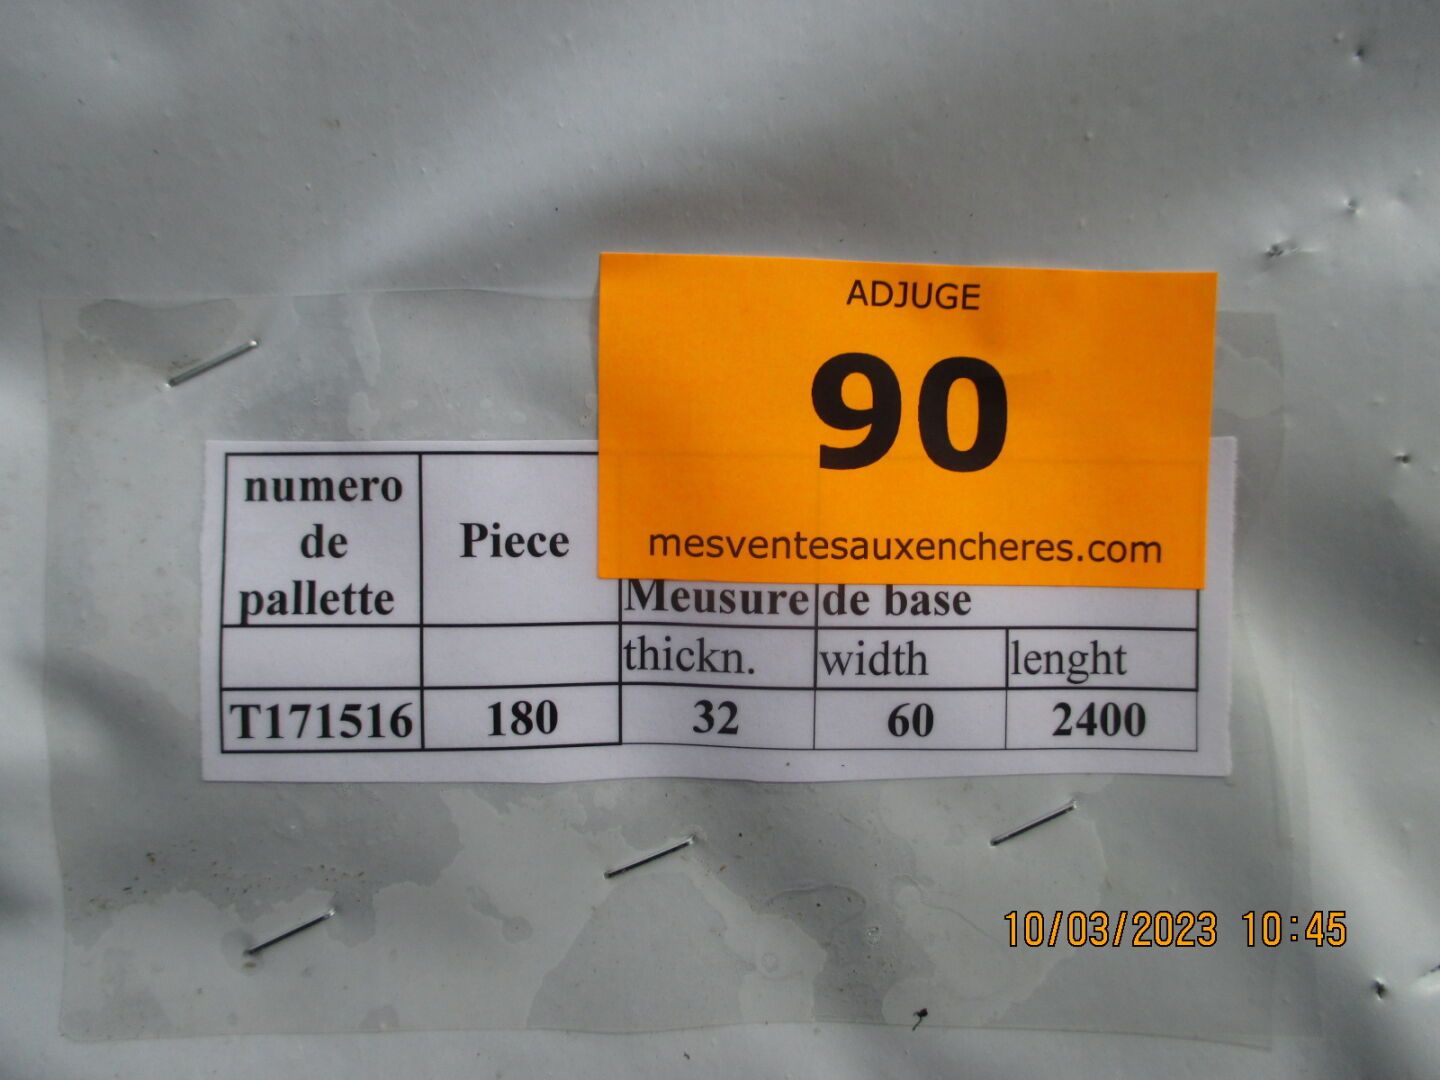 ADJUGE
90
mesventesauxencheres.com
numero
de
pallette
Piece
Meusure de base
thickn. width lenght
T171516 180 32 60 2400
10/03/2023 10:45